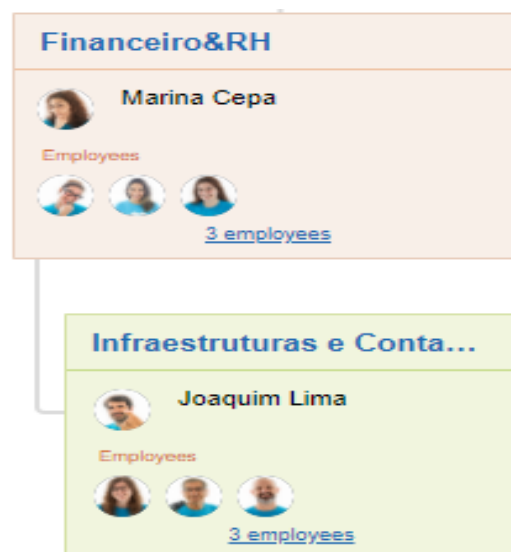 Financeiro&RH
Marina Cepa
Employees
3 employees
Infraestruturas e Conta...
Joaquim Lima
Employees
3 employees